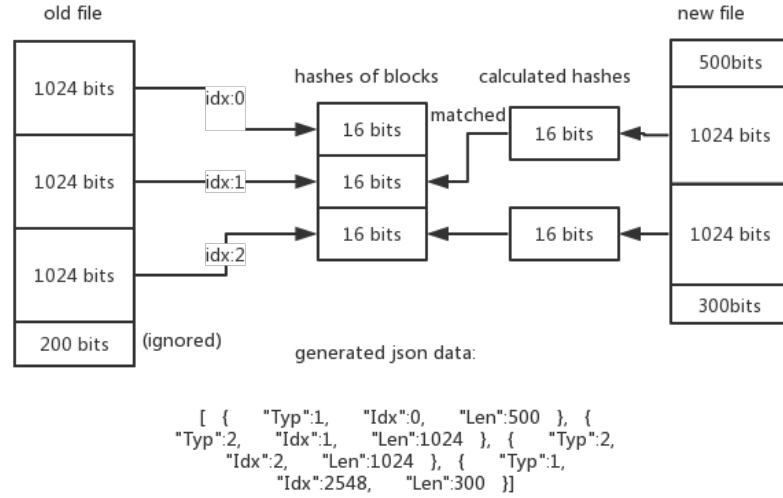 old file
new file
hashes of blocks
calculated hashes
1024 bits
1024 bits
1024 bits
200 bits
(ignored)
idx:0
idx:1
idx:2
16 bits
16 bits
16 bits
matched
16 bits
16 bits
500bits
1024 bits
1024 bits
300bits
generated json data:
[ { "Typ":1, "Idx":0, "Len":500 }, {
"Typ":2, "Idx":1, "Len":1024 }, { "Typ":2,
"Idx":2, "Len":1024 }, { "Typ":1,
"Idx":2548, "Len":300 }]